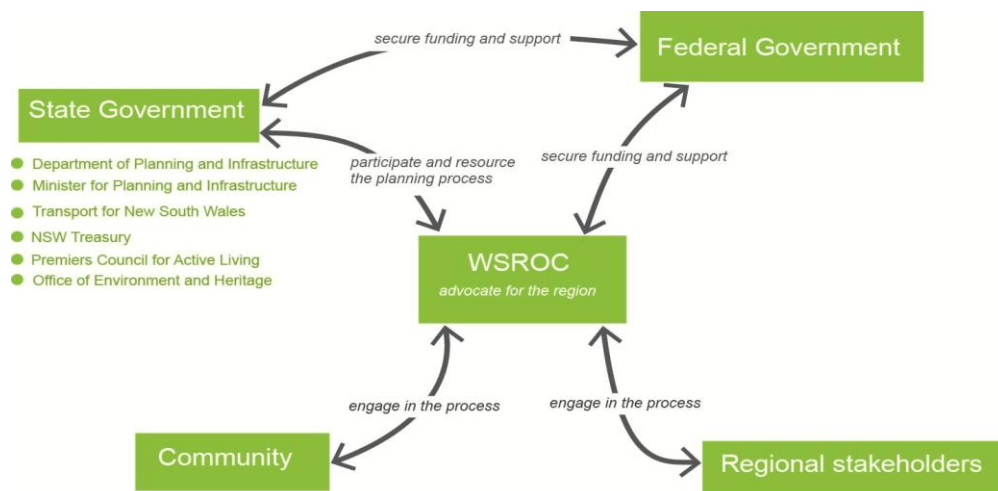 secure funding and support
Federal Government
State Government
Department of Planning and Infrastructure
Minister for Planning and Infrastructure
Transport for New South Wales
NSW Treasury
Premiers Council for Active Living
Office of Environment and Heritage
participate and resource
the planning process
secure funding and support
WSROC
advocate for the region
engage in the process
engage in the process
Community
Regional stakeholders